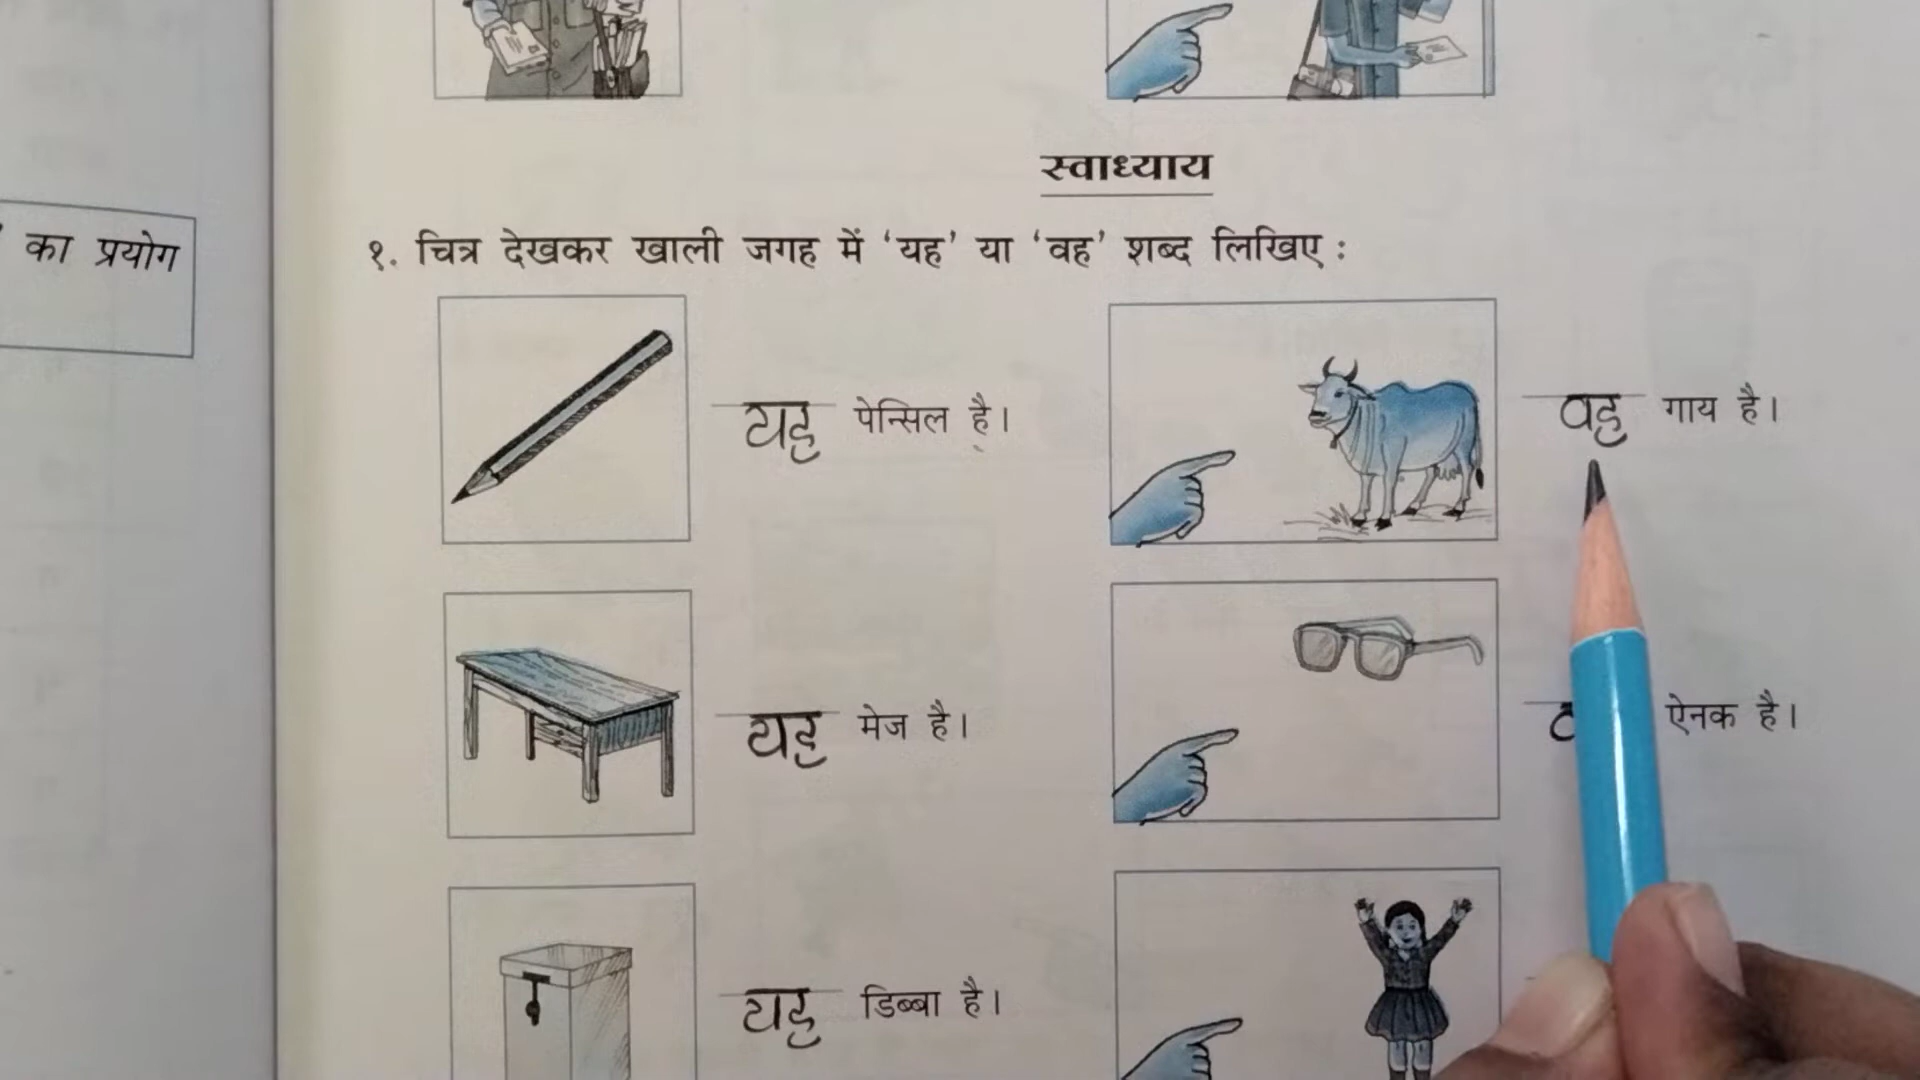 स्वाध्याय
का प्रयोग
१. चित्र देखकर खाली जगह में 'यह' या 'वह' शब्द लिखिए :
यह पेन्सिल है।
वह गाय है।
यह मेज है।
ऐनक है।
यह डिब्बा है।